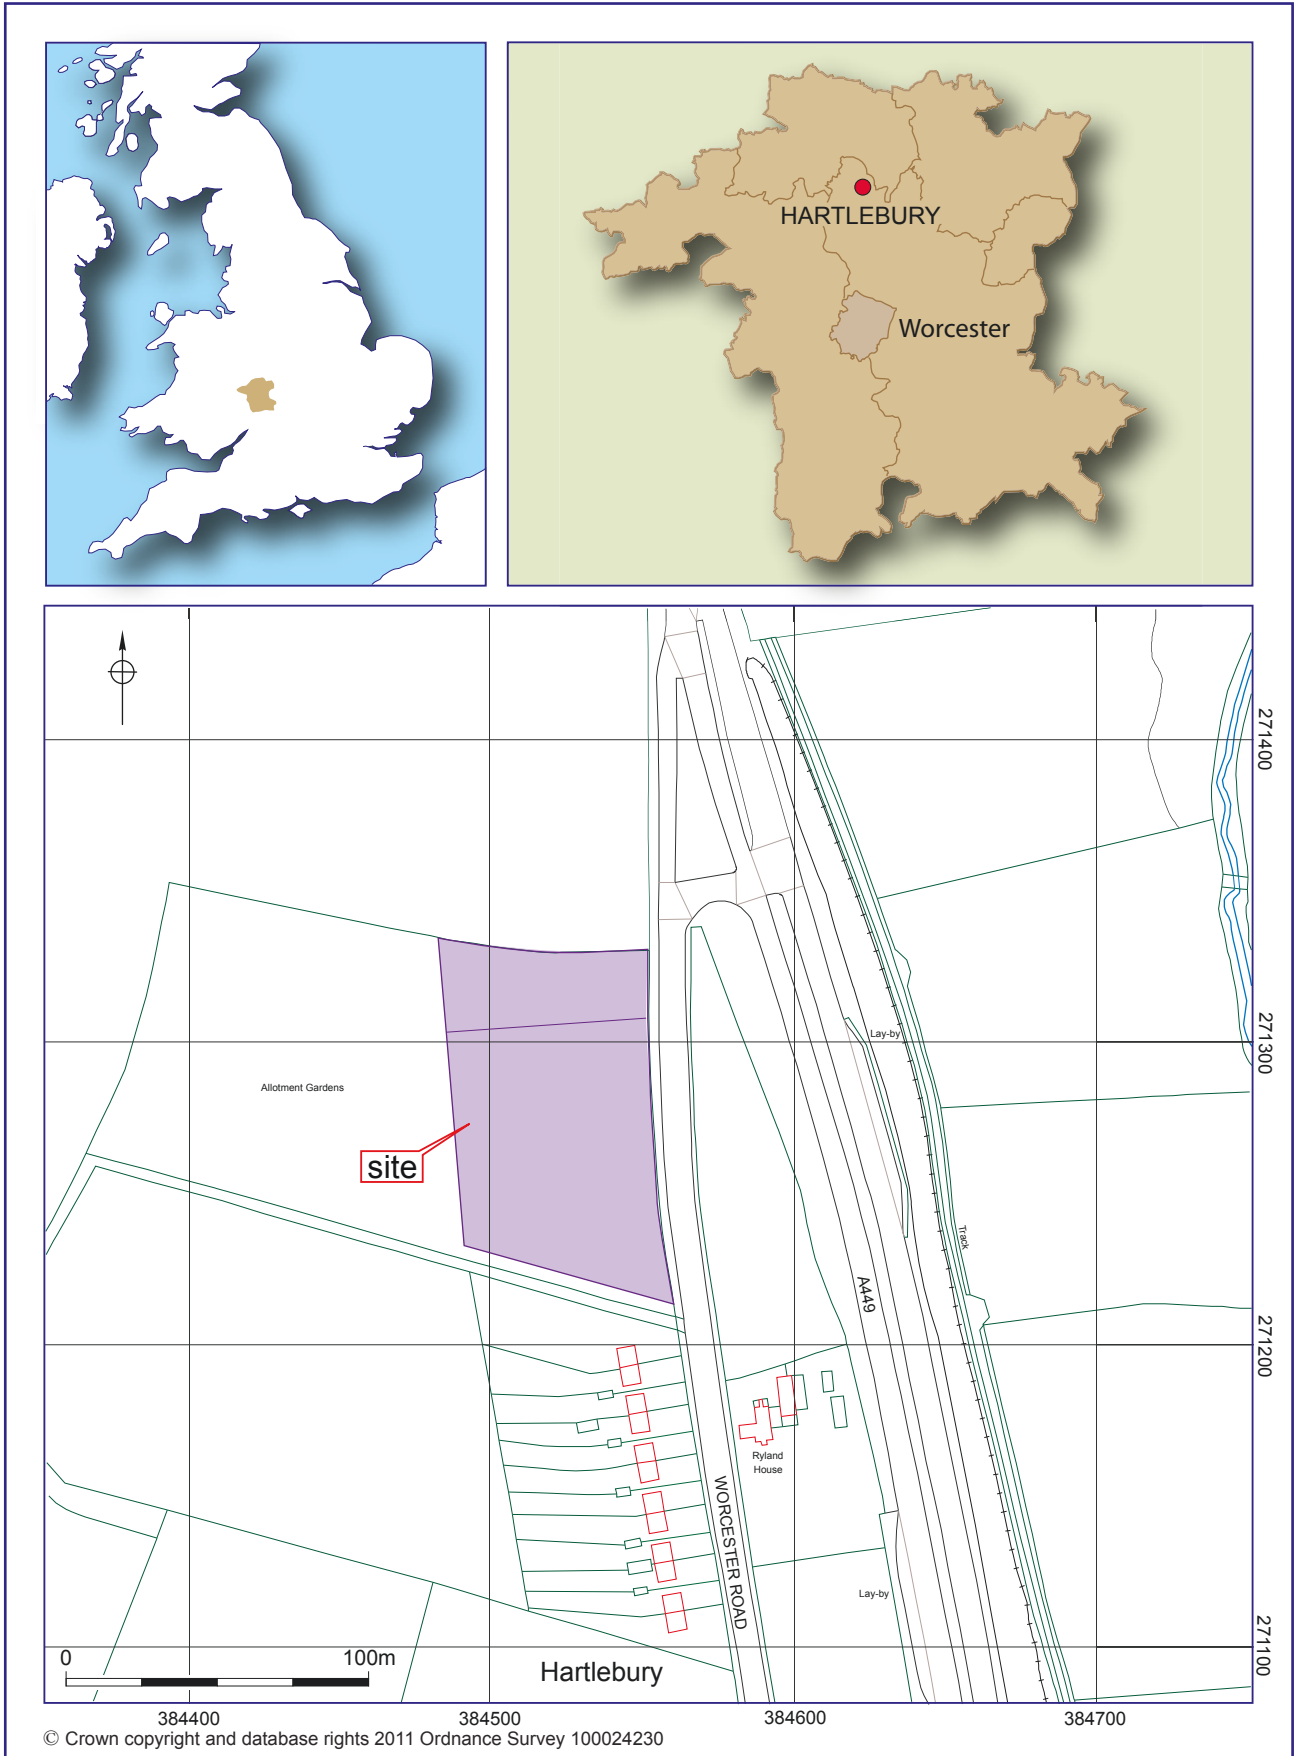 HARTLEBURY
Worcester
271400
271300
271200
271100
Lay-by
Allotment Gardens
site
Track
A449
Ryland
House
WORCESTER ROAD
Lay-by
0 100m
Hartlebury
384400 384500 384600 384700
© Crown copyright and database rights 2011 Ordnance Survey 100024230